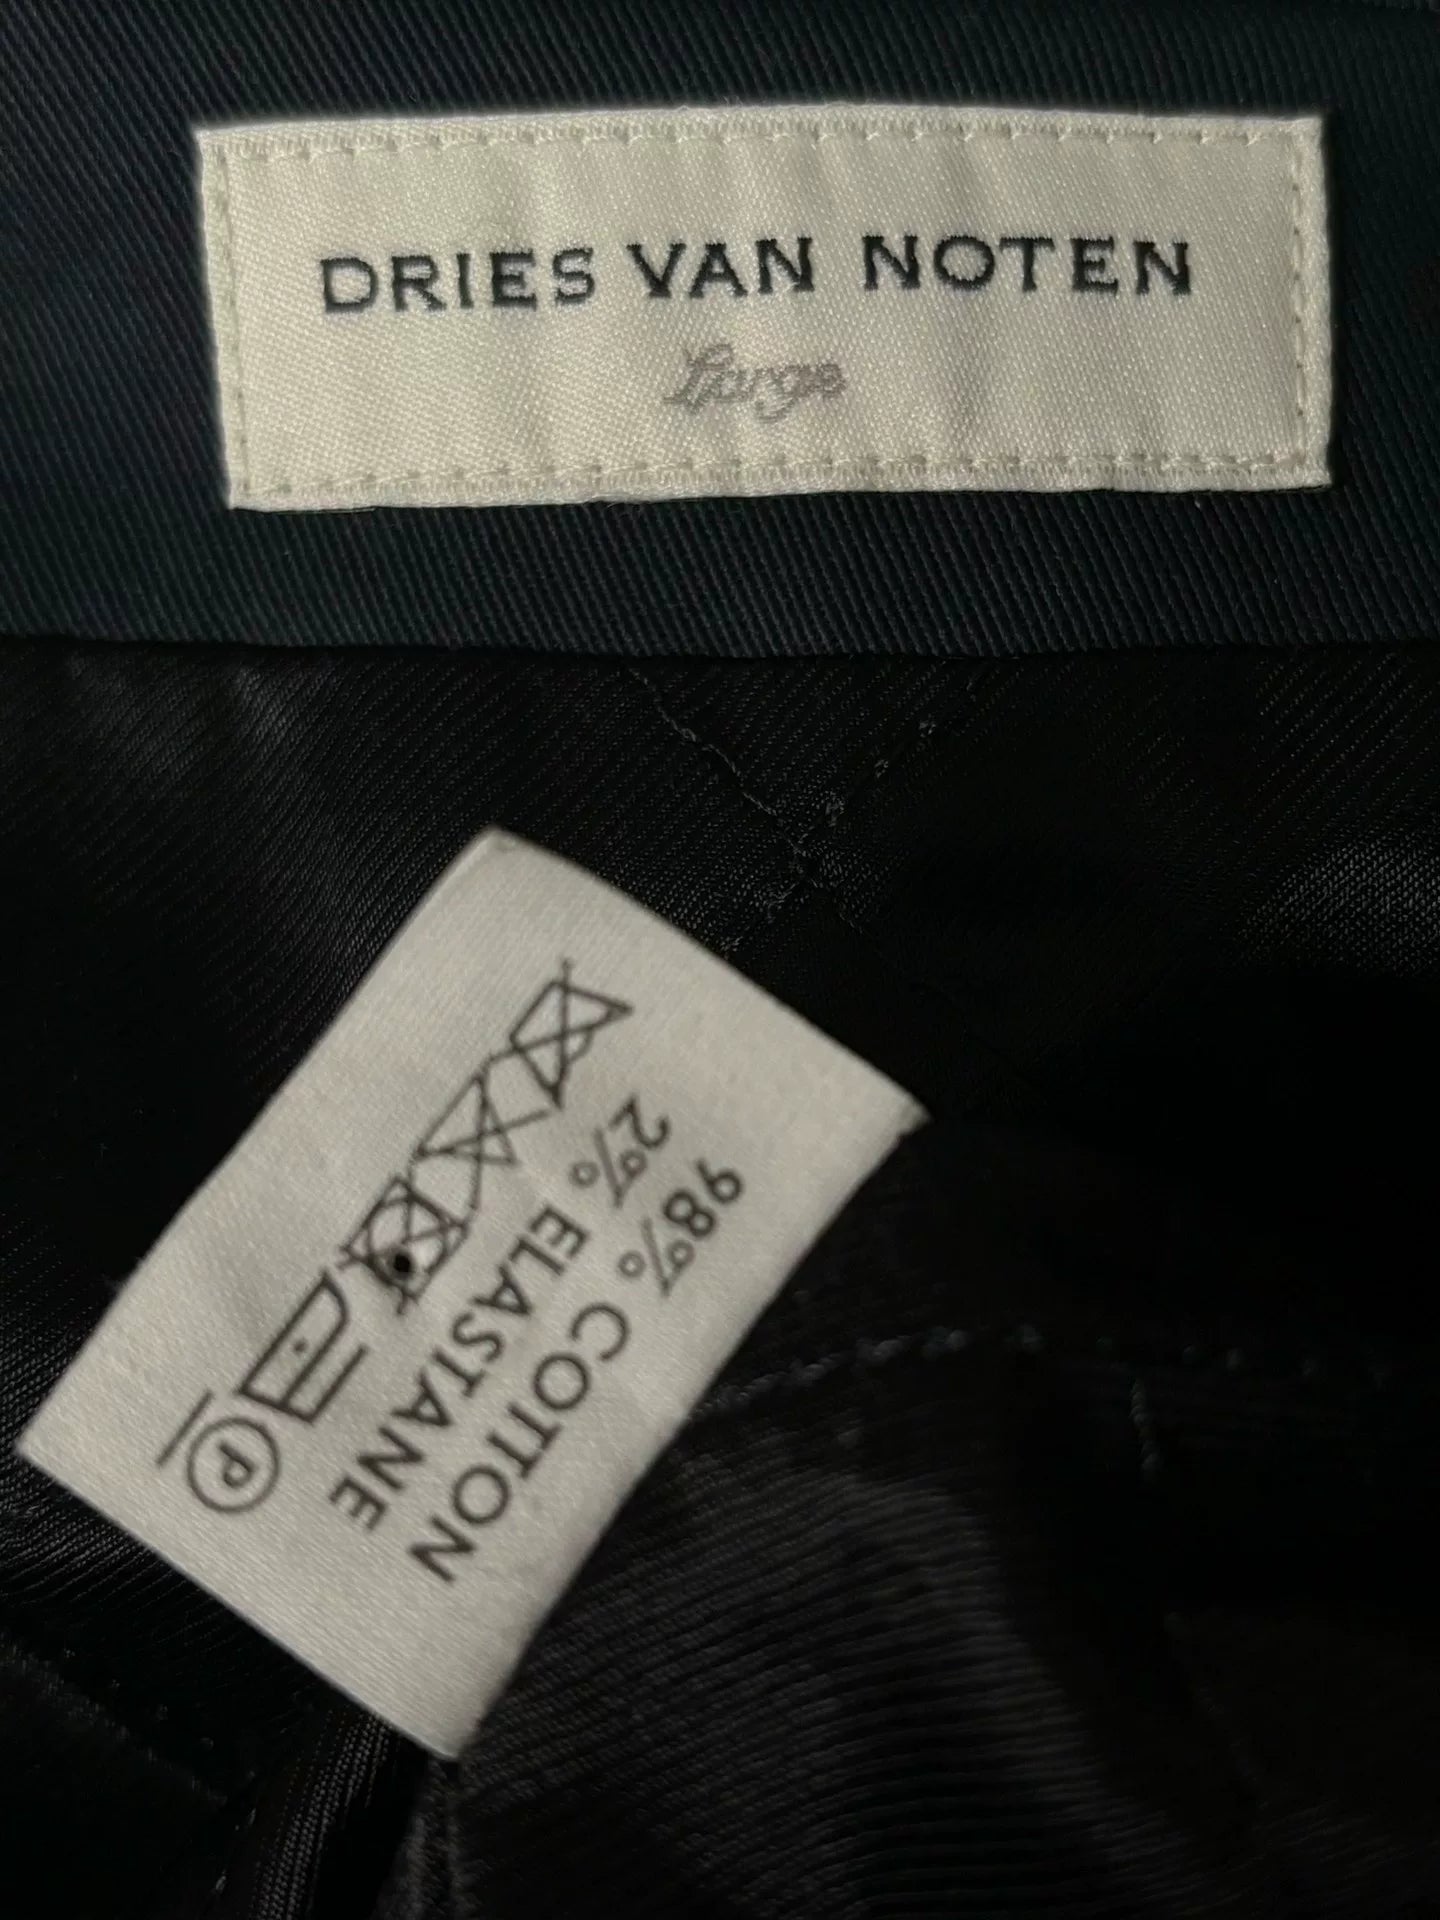 DRIES VAN NOTEN
Large
98% COTTON
2% ELASTANE
P